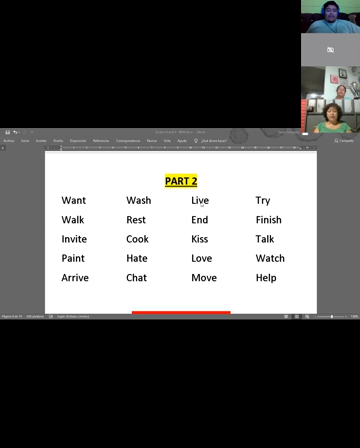 PART 2
Want Wash Live Try
Walk Rest End Finish
Invite Cook Kiss Talk
Paint Hate Love Watch
Arrive Chat Move Help